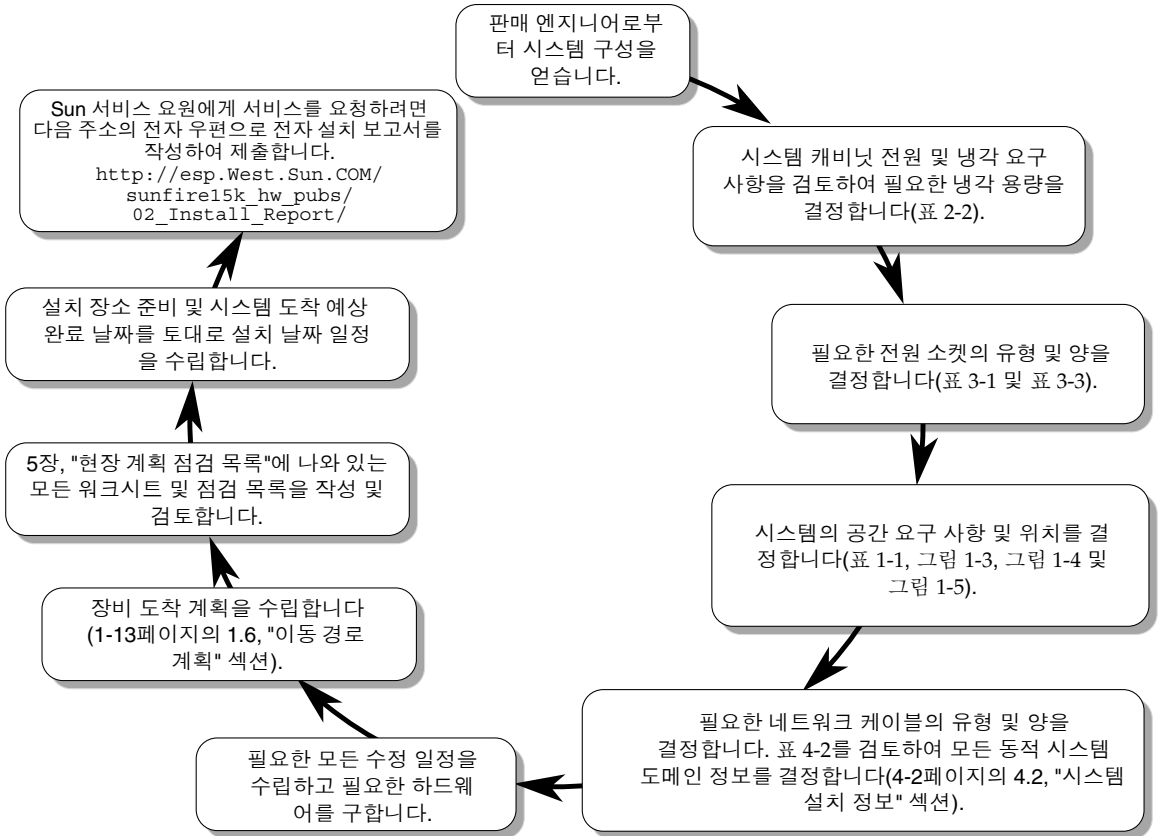 판매 엔지니어로부
터 시스템 구성을
얻습니다.
시스템 캐비닛 전원 및 냉각 요구
사항을 검토하여 필요한 냉각 용량을
결정합니다(표 2-2).
필요한 전원 소켓의 유형 및 양을
결정합니다(표 3-1 및 표 3-3).
시스템의 공간 요구 사항 및 위치를 결
정합니다(표 1-1, 그림 1-3, 그림 1-4 및
그림 1-5).
필요한 네트워크 케이블의 유형 및 양을
결정합니다. 표 4-2를 검토하여 모든 동적 시스템
도메인 정보를 결정합니다(4-2페이지의 4.2, "시스템
설치 정보" 섹션).
필요한 모든 수정 일정을
수립하고 필요한 하드웨
어를 구합니다.
장비 도착 계획을 수립합니다
(1-13페이지의 1.6, "이동 경로
계획" 섹션).
5장, "현장 계획 점검 목록"에 나와 있는
모든 워크시트 및 점검 목록을 작성 및
검토합니다.
설치 장소 준비 및 시스템 도착 예상
완료 날짜를 토대로 설치 날짜 일정
을 수립합니다.
Sun 서비스 요원에게 서비스를 요청하려면
다음 주소의 전자 우편으로 전자 설치 보고서를
작성하여 제출합니다.
http://esp.West.Sun.COM/
sunfire15k_hw_pubs/
02_Install_Report/